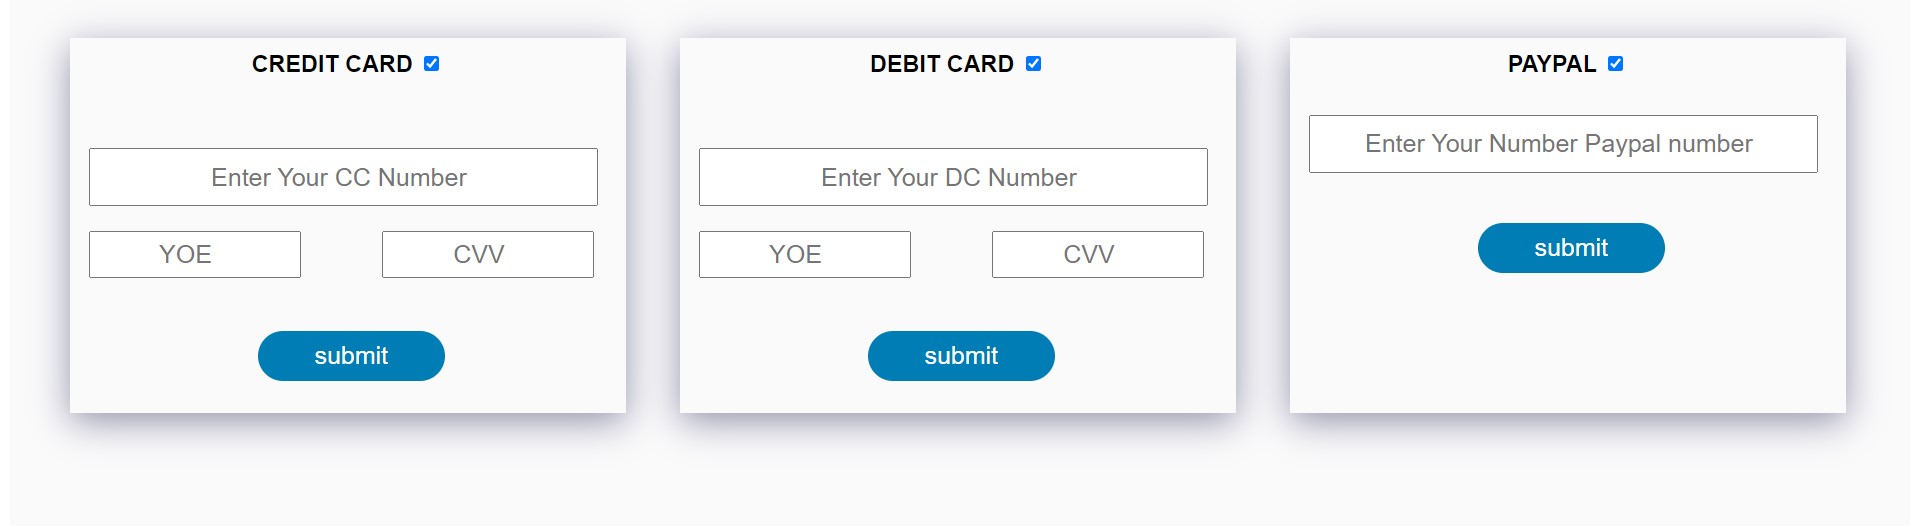 CREDIT CARD
Enter Your CC Number
YOE
CVV
submit
DEBIT CARD
Enter Your DC Number
YOE
CVV
submit
PAYPAL
Enter Your Number Paypal number
submit